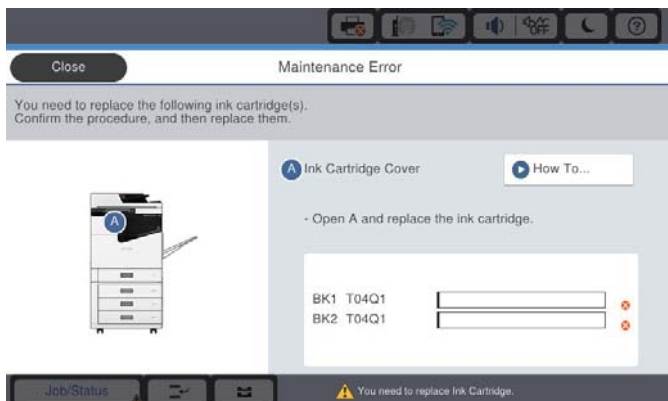 Close
Maintenance Error
You need to replace the following ink cartridge(s).
Confirm the procedure, and then replace them.
A Ink Cartridge Cover
How To...
A
- Open A and replace the ink cartridge.
BK1 T04Q1
BK2 T04Q1
Job/Status
You need to replace Ink Cartridge.